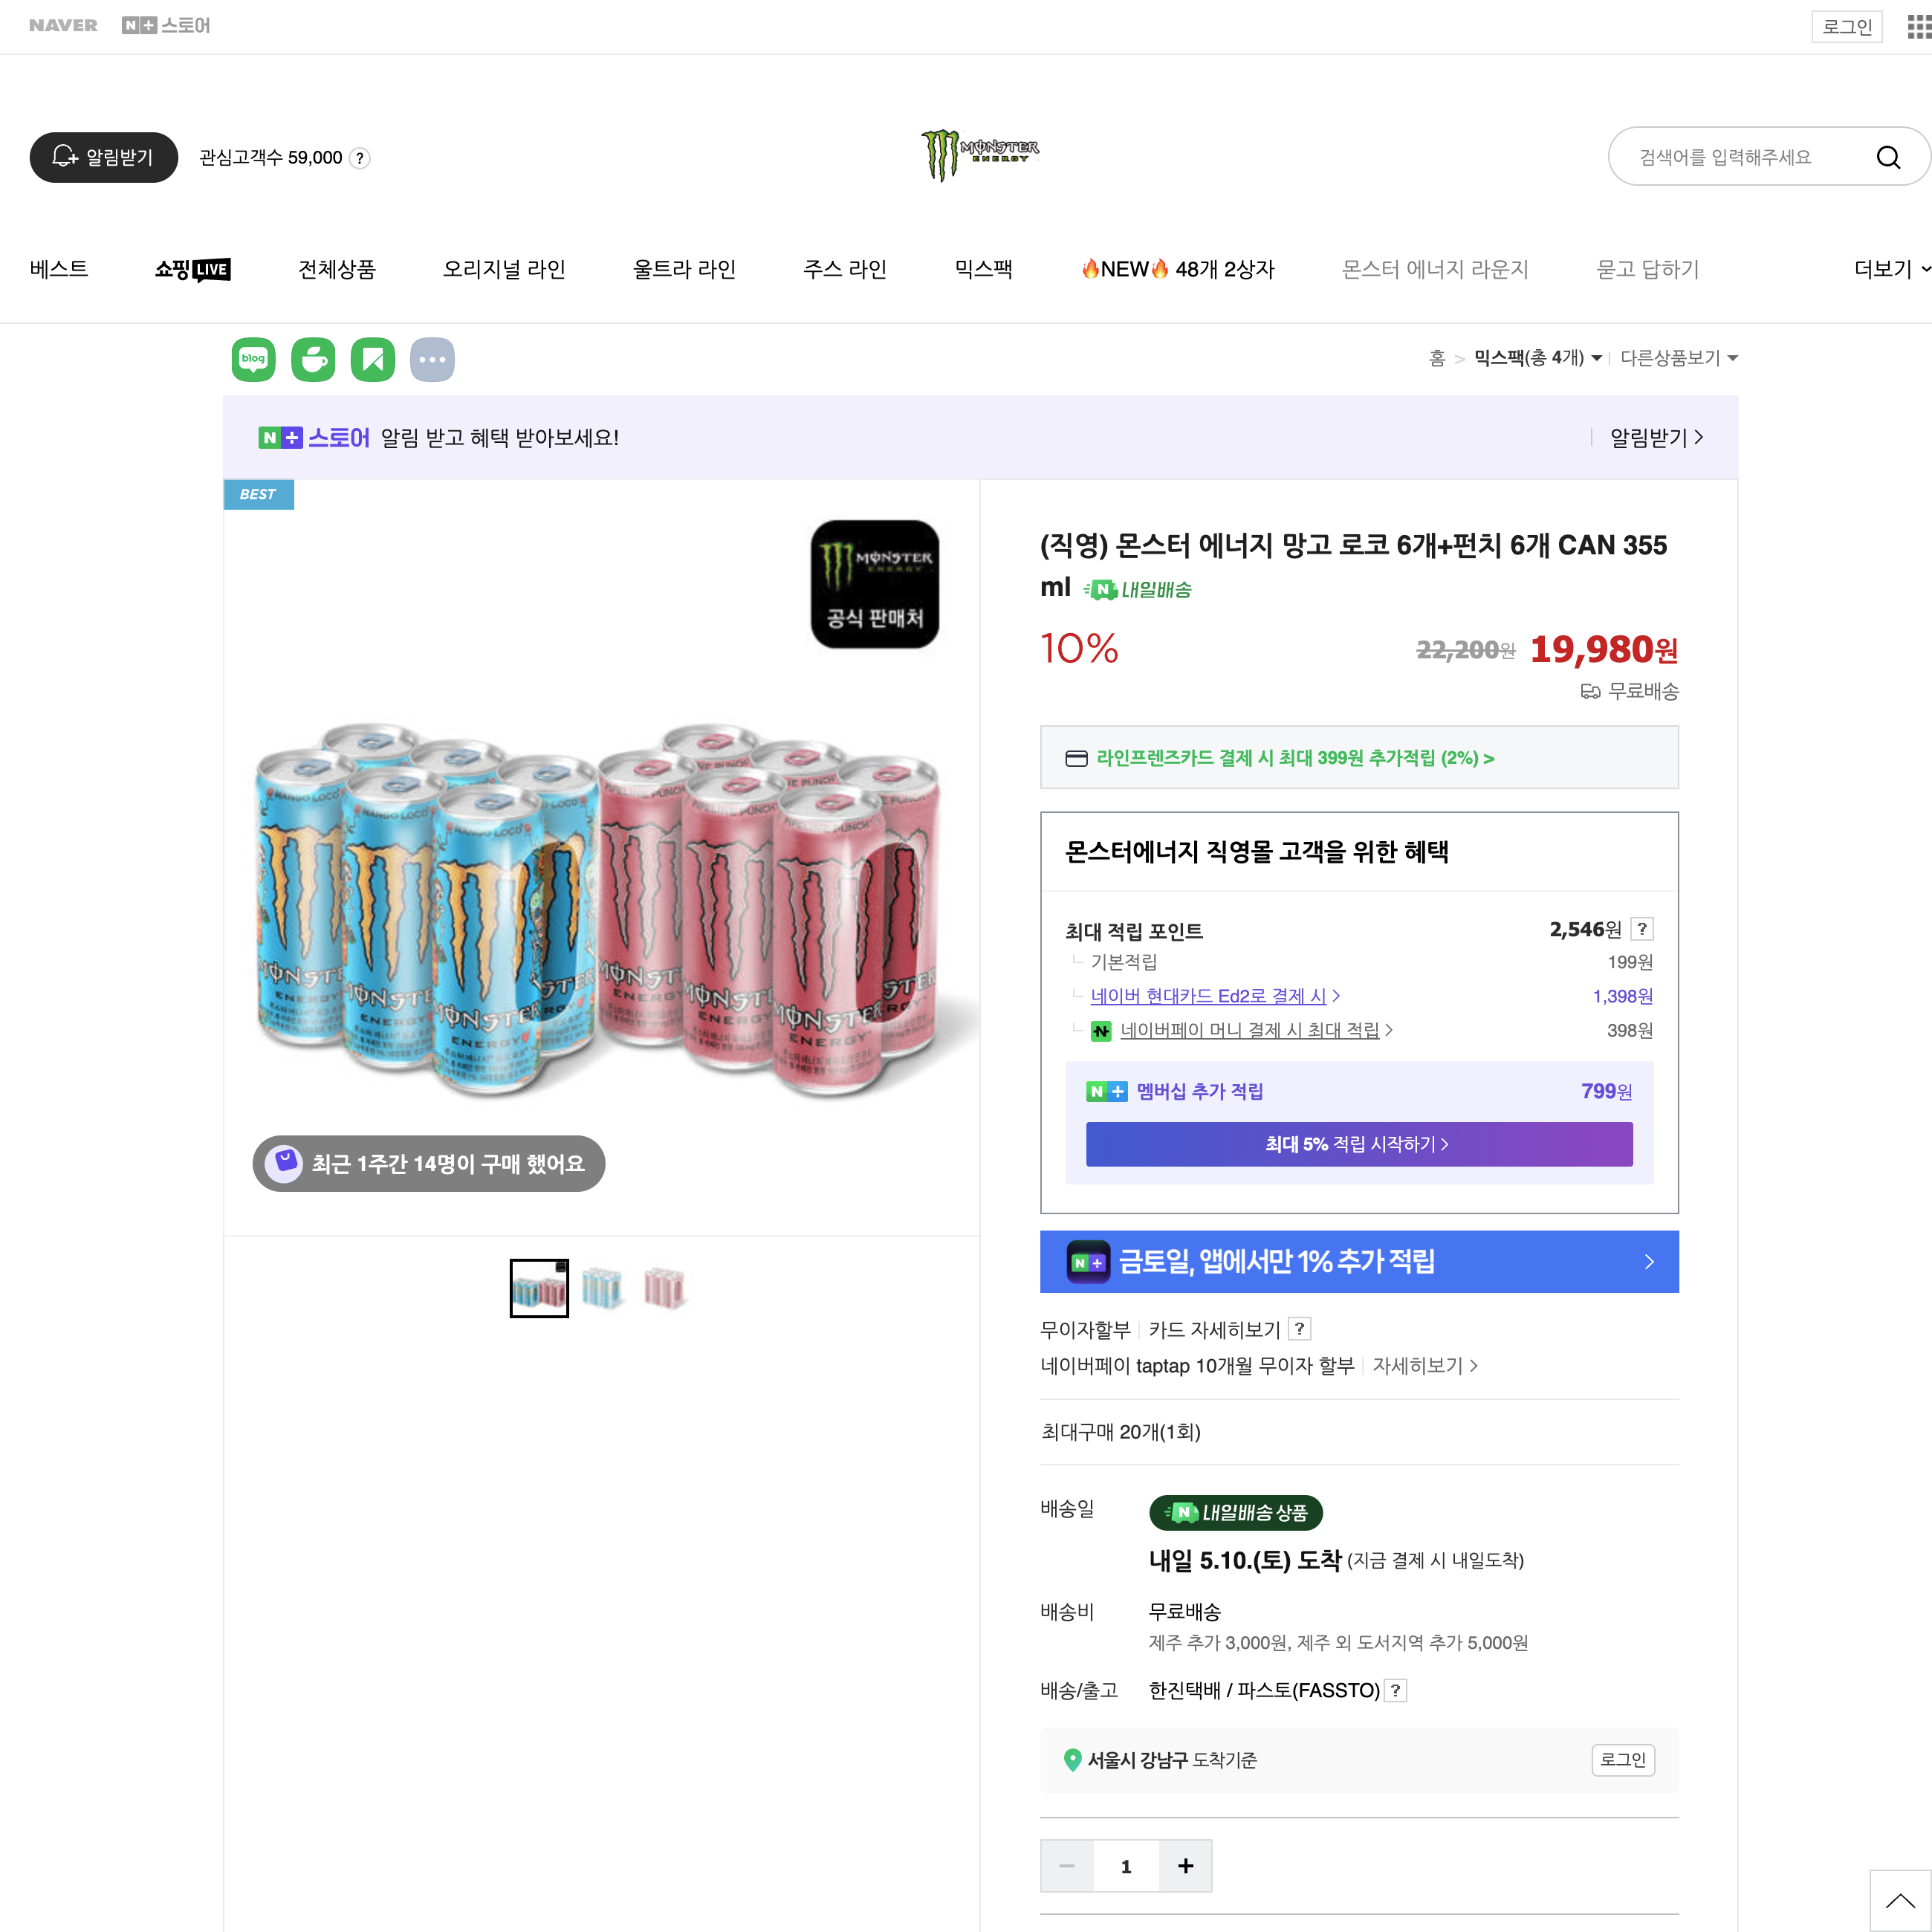 NAVER N+ 스토어 로그인
알림받기 관심고객수 59,000 ?
MONSTER
ENERGY
검색어를 입력해주세요
베스트 쇼핑 LIVE 전체상품 오리지널 라인 울트라 라인 주스 라인 믹스팩 🔥NEW🔥 48개 2상자 몬스터 에너지 라운지 묻고 답하기 더보기
blog
홈 > 믹스팩(총 4개) 다른상품보기
N+ 스토어 알림 받고 혜택 받아보세요! 알림받기 >
BEST
MONSTER
ENERGY
공식 판매처
MANGO LOCO
PUNCH
MONSTER
ENERGY
최근 1주간 14명이 구매 했어요
(직영) 몬스터 에너지 망고 로코 6개+펀치 6개 CAN 355
ml N 내일배송
10% 22,200원 19,980원
무료배송
라인프렌즈카드 결제 시 최대 399원 추가적립 (2%) >
몬스터에너지 직영몰 고객을 위한 혜택
최대 적립 포인트 2,546원 ?
기본적립 199원
네이버 현대카드 Ed2로 결제 시 > 1,398원
N 네이버페이 머니 결제 시 최대 적립 > 398원
N+ 멤버십 추가 적립 799원
최대 5% 적립 시작하기 >
N+ 금토일, 앱에서만 1% 추가 적립 >
무이자할부 카드 자세히보기 ?
네이버페이 taptap 10개월 무이자 할부 자세히보기 >
최대구매 20개(1회)
배송일 N 내일배송 상품
내일 5.10.(토) 도착 (지금 결제 시 내일도착)
배송비 무료배송
제주 추가 3,000원, 제주 외 도서지역 추가 5,000원
배송/출고 한진택배 / 파스토(FASSTO) ?
서울시 강남구 도착기준 로그인
− 1 +